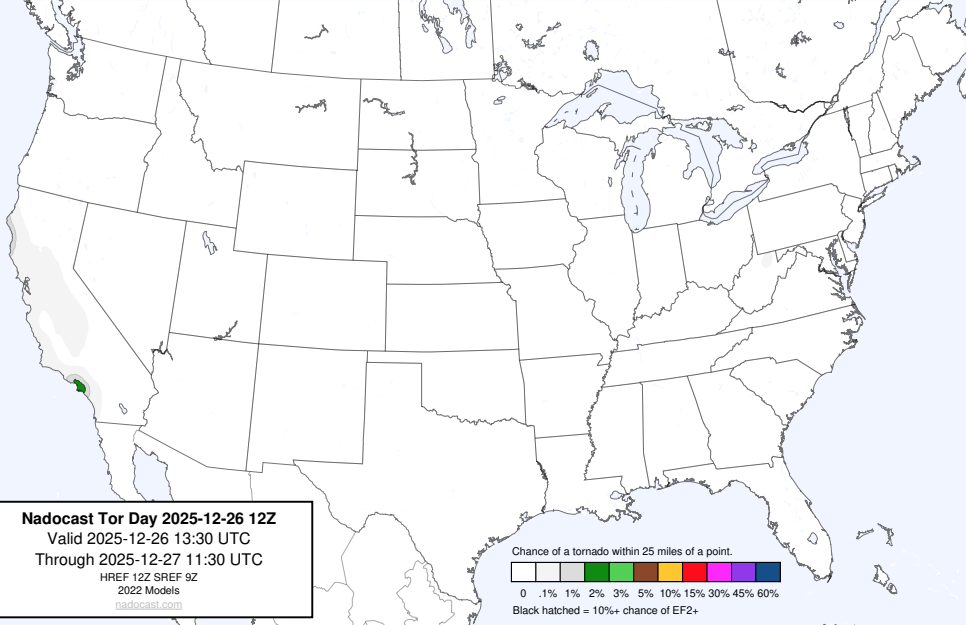 Nadocast Tor Day 2025-12-26 12Z
Valid 2025-12-26 13:30 UTC
Through 2025-12-27 11:30 UTC
HREF 12Z SREF 9Z
2022 Models
nadocast.com
Chance of a tornado within 25 miles of a point.
0 .1% 1% 2% 3% 5% 10% 15% 30% 45% 60%
Black hatched = 10%+ chance of EF2+